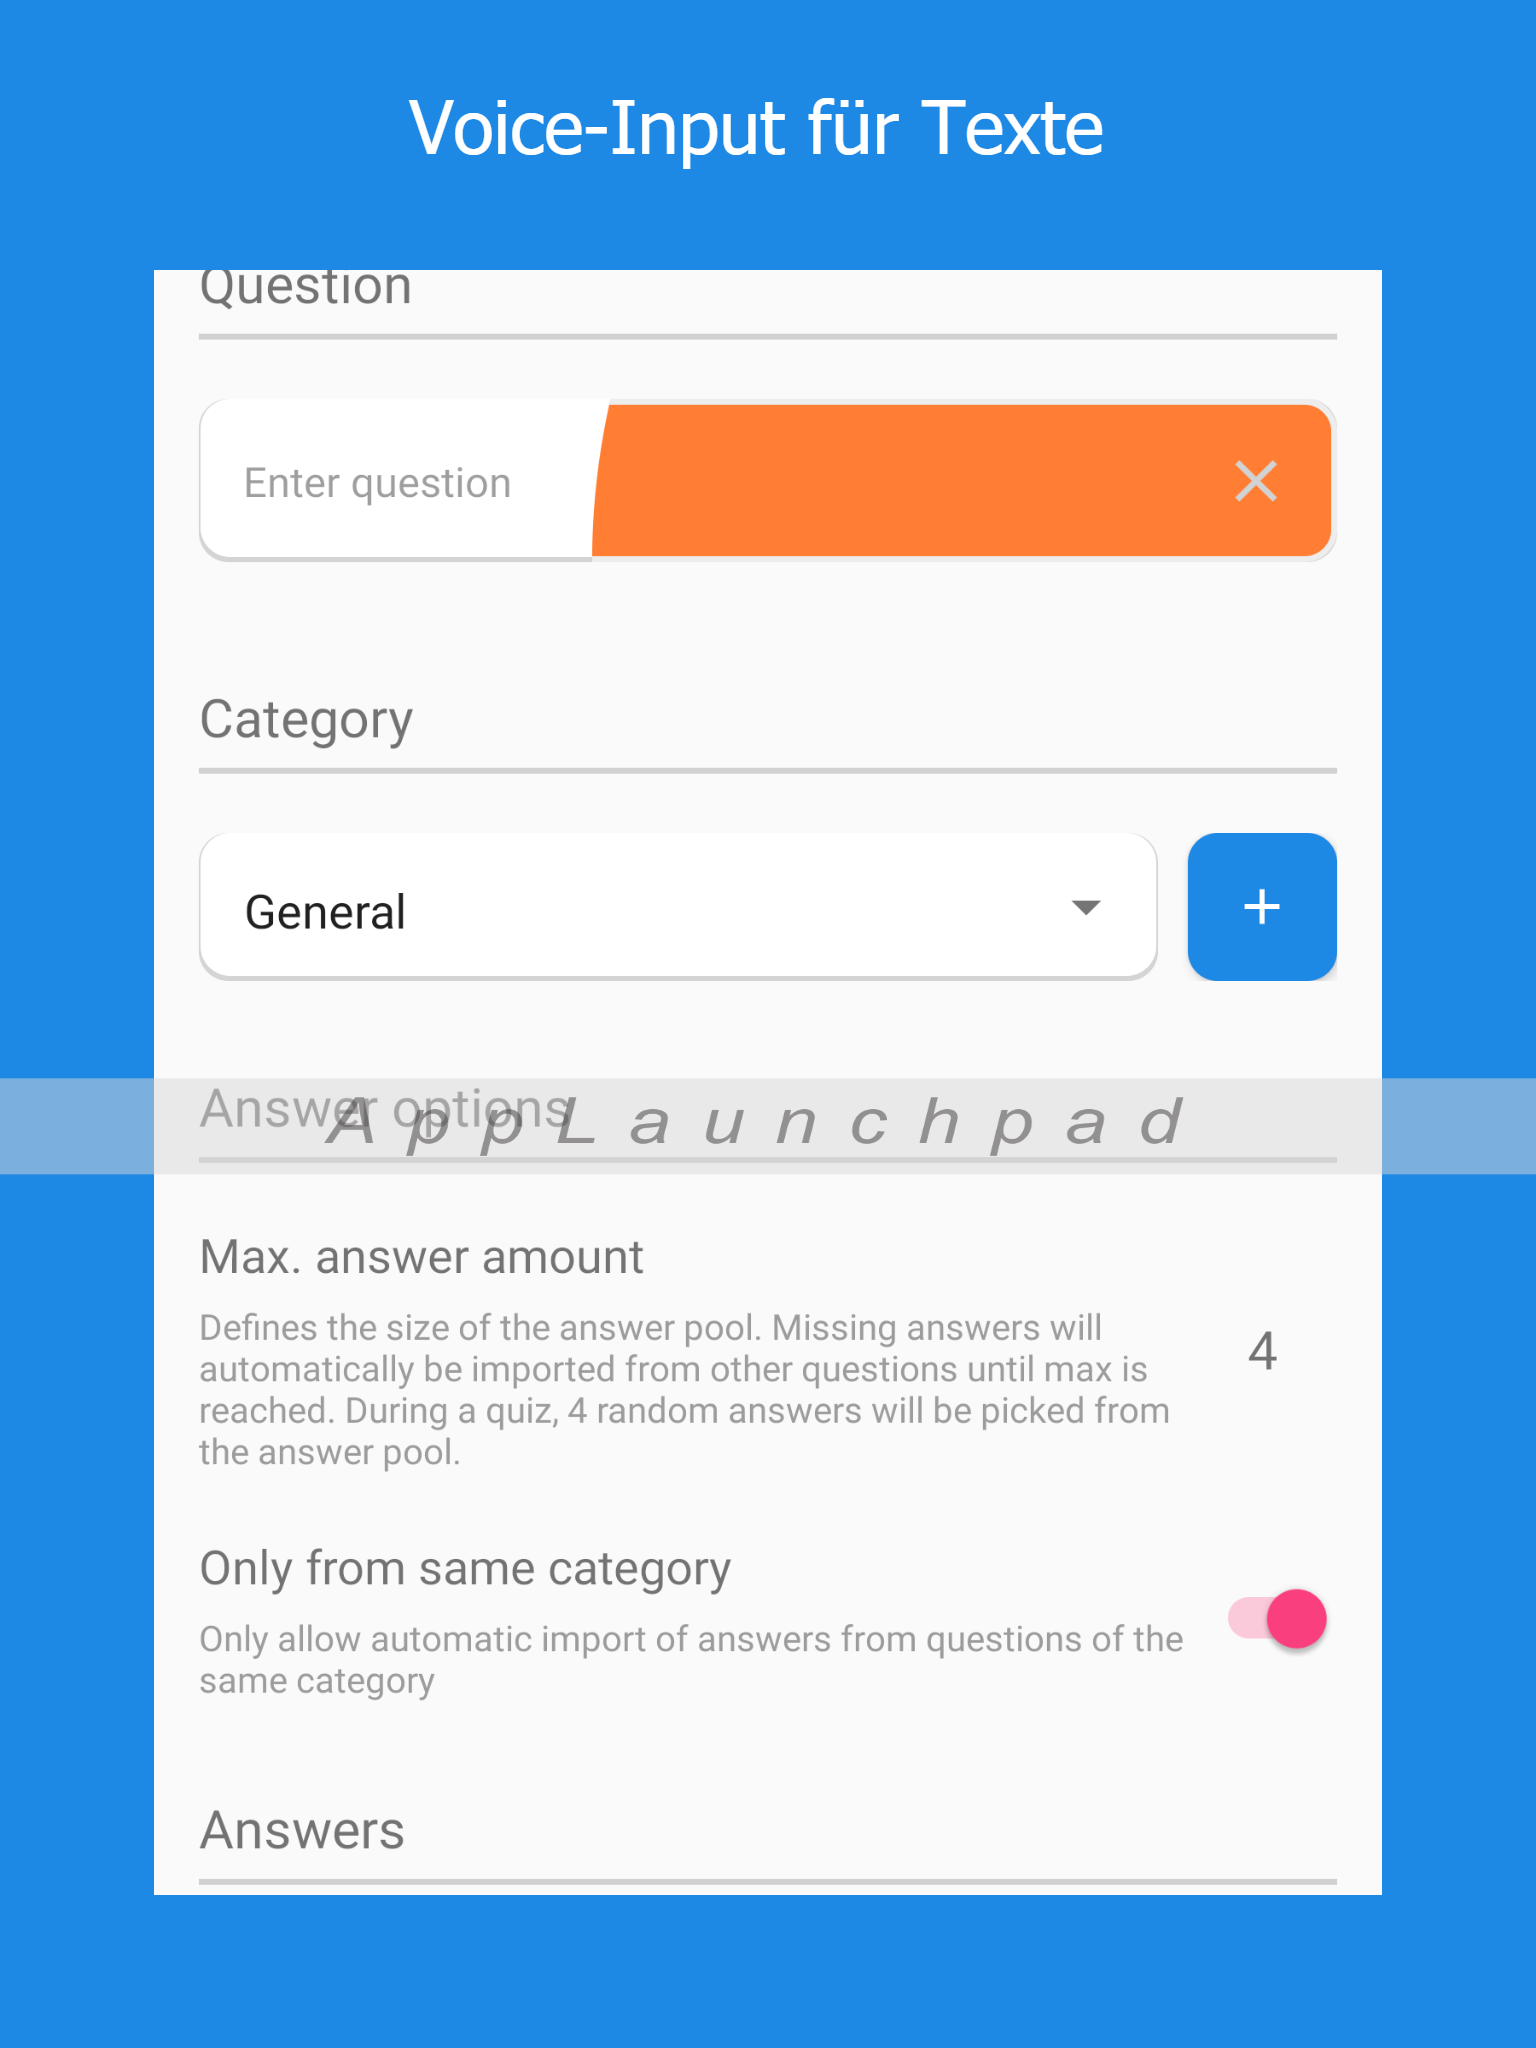 Voice-Input für Texte
Question
Enter question
Category
General
Answer options
AppLaunchpad
Max. answer amount
Defines the size of the answer pool. Missing answers will
automatically be imported from other questions until max is
reached. During a quiz, 4 random answers will be picked from
the answer pool.
4
Only from same category
Only allow automatic import of answers from questions of the
same category
Answers